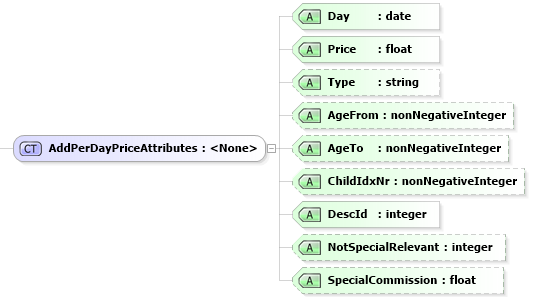 A Day : date
A Price : float
A Type : string
A AgeFrom : nonNegativeInteger
CT AddPerDayPriceAttributes : <None>
A AgeTo : nonNegativeInteger
A ChildIdxNr : nonNegativeInteger
A DescId : integer
A NotSpecialRelevant : integer
A SpecialCommission : float